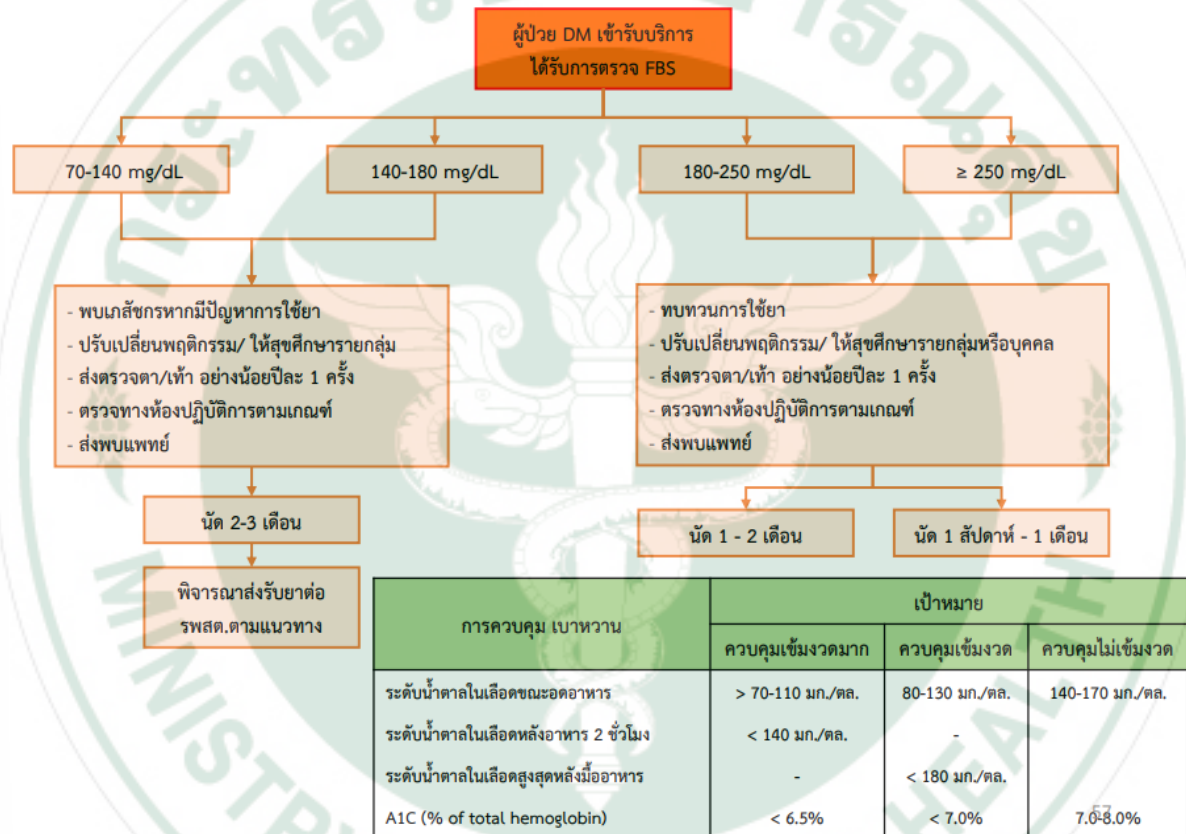 ผู้ป่วย DM เข้ารับบริการ
ได้รับการตรวจ FBS
70-140 mg/dL
140-180 mg/dL
180-250 mg/dL
≥ 250 mg/dL
- พบเภสัชกรหากมีปัญหาการใช้ยา
- ปรับเปลี่ยนพฤติกรรม/ ให้สุขศึกษารายกลุ่ม
- ส่งตรวจตา/เท้า อย่างน้อยปีละ 1 ครั้ง
- ตรวจทางห้องปฏิบัติการตามเกณฑ์
- ส่งพบแพทย์
- ทบทวนการใช้ยา
- ปรับเปลี่ยนพฤติกรรม/ ให้สุขศึกษารายกลุ่มหรือบุคคล
- ส่งตรวจตา/เท้า อย่างน้อยปีละ 1 ครั้ง
- ตรวจทางห้องปฏิบัติการตามเกณฑ์
- ส่งพบแพทย์
นัด 2-3 เดือน
นัด 1 - 2 เดือน
นัด 1 สัปดาห์ - 1 เดือน
พิจารณาส่งรับยาต่อ
รพสต.ตามแนวทาง
การควบคุม เบาหวาน
เป้าหมาย
ควบคุมเข้มงวดมาก
ควบคุมเข้มงวด
ควบคุมไม่เข้มงวด
ระดับน้ำตาลในเลือดขณะอดอาหาร > 70-110 มก./ดล. 80-130 มก./ดล. 140-170 มก./ดล.
ระดับน้ำตาลในเลือดหลังอาหาร 2 ชั่วโมง < 140 มก./ดล. -
ระดับน้ำตาลในเลือดสูงสุดหลังมื้ออาหาร - < 180 มก./ดล.
A1C (% of total hemoglobin) < 6.5% < 7.0% 7.0-8.0%
57